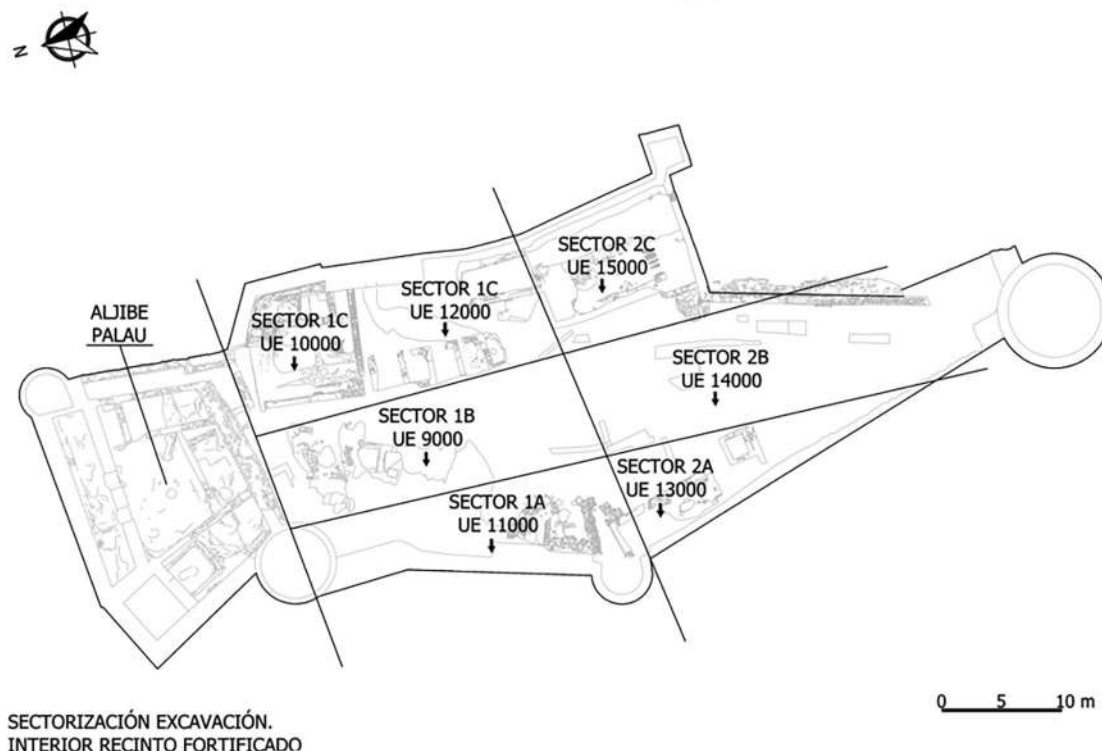 N
SECTOR 2C
UE 15000
SECTOR 1C
UE 12000
ALJIBE
PALAU
SECTOR 1C
UE 10000
SECTOR 2B
UE 14000
SECTOR 1B
UE 9000
SECTOR 2A
UE 13000
SECTOR 1A
UE 11000
0 5 10 m
SECTORIZACIÓN EXCAVACIÓN.
INTERIOR RECINTO FORTIFICADO